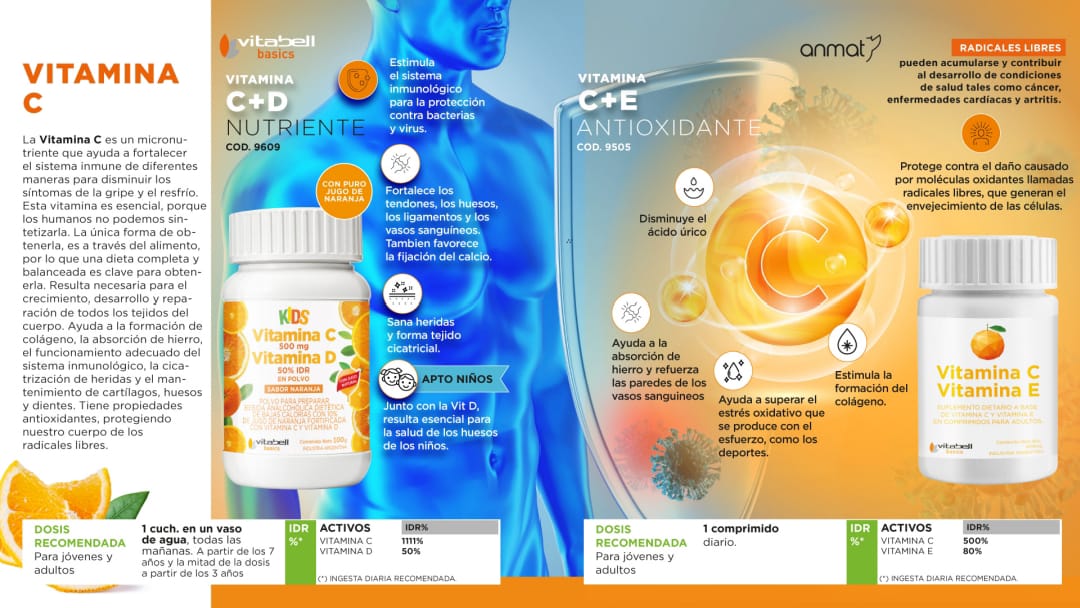 VITAMINA
C
La Vitamina C es un micronu-
triente que ayuda a fortalecer
el sistema inmune de diferentes
maneras para disminuir los
síntomas de la gripe y el resfrío.
Esta vitamina es esencial, porque
los humanos no podemos sin-
tetizarla. La única forma de ob-
tenerla, es a través del alimento,
por lo que una dieta completa y
balanceada es clave para obten-
erla. Resulta necesaria para el
crecimiento, desarrollo y repa-
ración de todos los tejidos del
cuerpo. Ayuda a la formación de
colágeno, la absorción de hierro,
el funcionamiento adecuado del
sistema inmunológico, la cica-
trización de heridas y el man-
tenimiento de cartílagos, huesos
y dientes. Tiene propiedades
antioxidantes, protegiendo
nuestro cuerpo de los
radicales libres.
vitabell
basics
VITAMINA
C+D
NUTRIENTE
COD. 9609
CON PURO
JUGO DE
NARANJA
KIDS
Vitamina C
500 mg
Vitamina D
50% IDR
EN POLVO
SABOR NARANJA
POLVO PARA PREPARAR
BEBIDA ANALCOHÓLICA DIETÉTICA
DE BAJAS CALORÍAS CON 10%
DE JUGO DE NARANJA FORTIFICADA
CON VITAMINA C Y VITAMINA D
vitabell
basics
Contenido Neto 100g
INDUSTRIA ARGENTINA
Estimula
el sistema
inmunológico
para la protección
contra bacterias
y virus.
Fortalece los
tendones, los huesos,
los ligamentos y los
vasos sanguíneos.
Tambien favorece
la fijación del calcio.
Sana heridas
y forma tejido
cicatricial.
APTO NIÑOS
Junto con la Vit D,
resulta esencial para
la salud de los huesos
de los niños.
DOSIS
RECOMENDADA
Para jóvenes y
adultos
1 cuch. en un vaso
de agua, todas las
mañanas. A partir de los 7
años y la mitad de la dosis
a partir de los 3 años
IDR
%*
ACTIVOS IDR%
VITAMINA C 1111%
VITAMINA D 50%
(*) INGESTA DIARIA RECOMENDADA.
VITAMINA
C+E
ANTIOXIDANTE
COD. 9505
anmat
RADICALES LIBRES
pueden acumularse y contribuir
al desarrollo de condiciones
de salud tales como cáncer,
enfermedades cardíacas y artritis.
Protege contra el daño causado
por moléculas oxidantes llamadas
radicales libres, que generan el
envejecimiento de las células.
Disminuye el
ácido úrico
C
Ayuda a la
absorción de
hierro y refuerza
las paredes de los
vasos sanguineos
Ayuda a superar el
estrés oxidativo que
se produce con el
esfuerzo, como los
deportes.
Estimula la
formación del
colágeno.
Vitamina C
Vitamina E
SUPLEMENTO DIETARIO A BASE
DE VITAMINA C Y VITAMINA E
EN COMPRIMIDOS PARA ADULTOS.
vitabell
basics
INDUSTRIA ARGENTINA
DOSIS
RECOMENDADA
Para jóvenes y
adultos
1 comprimido
diario.
IDR
%*
ACTIVOS IDR%
VITAMINA C 500%
VITAMINA E 80%
(*) INGESTA DIARIA RECOMENDADA.